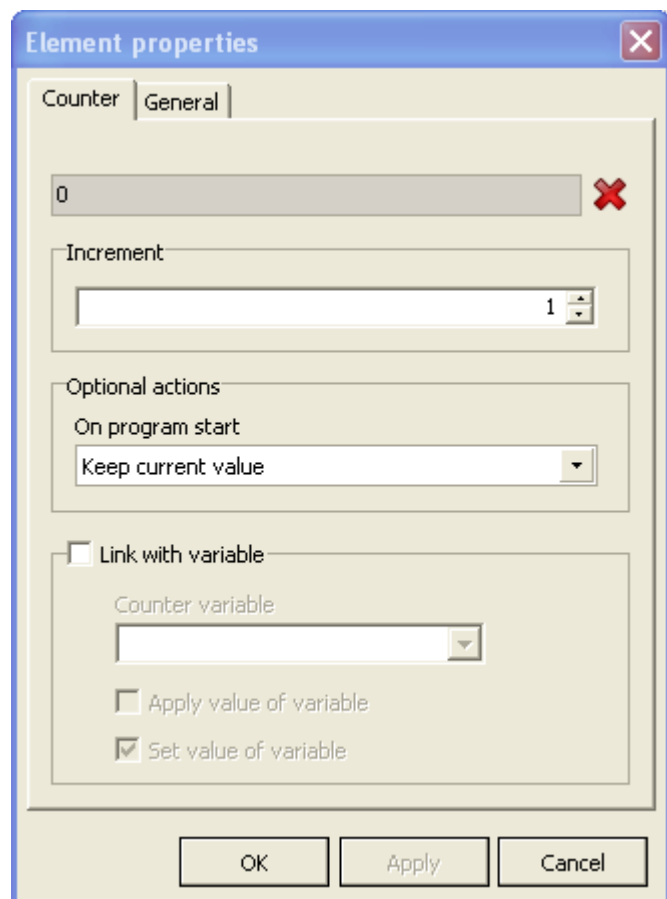 Element properties
Counter General
0
Increment
1
Optional actions
On program start
Keep current value
Link with variable
Counter variable
Apply value of variable
Set value of variable
OK Apply Cancel